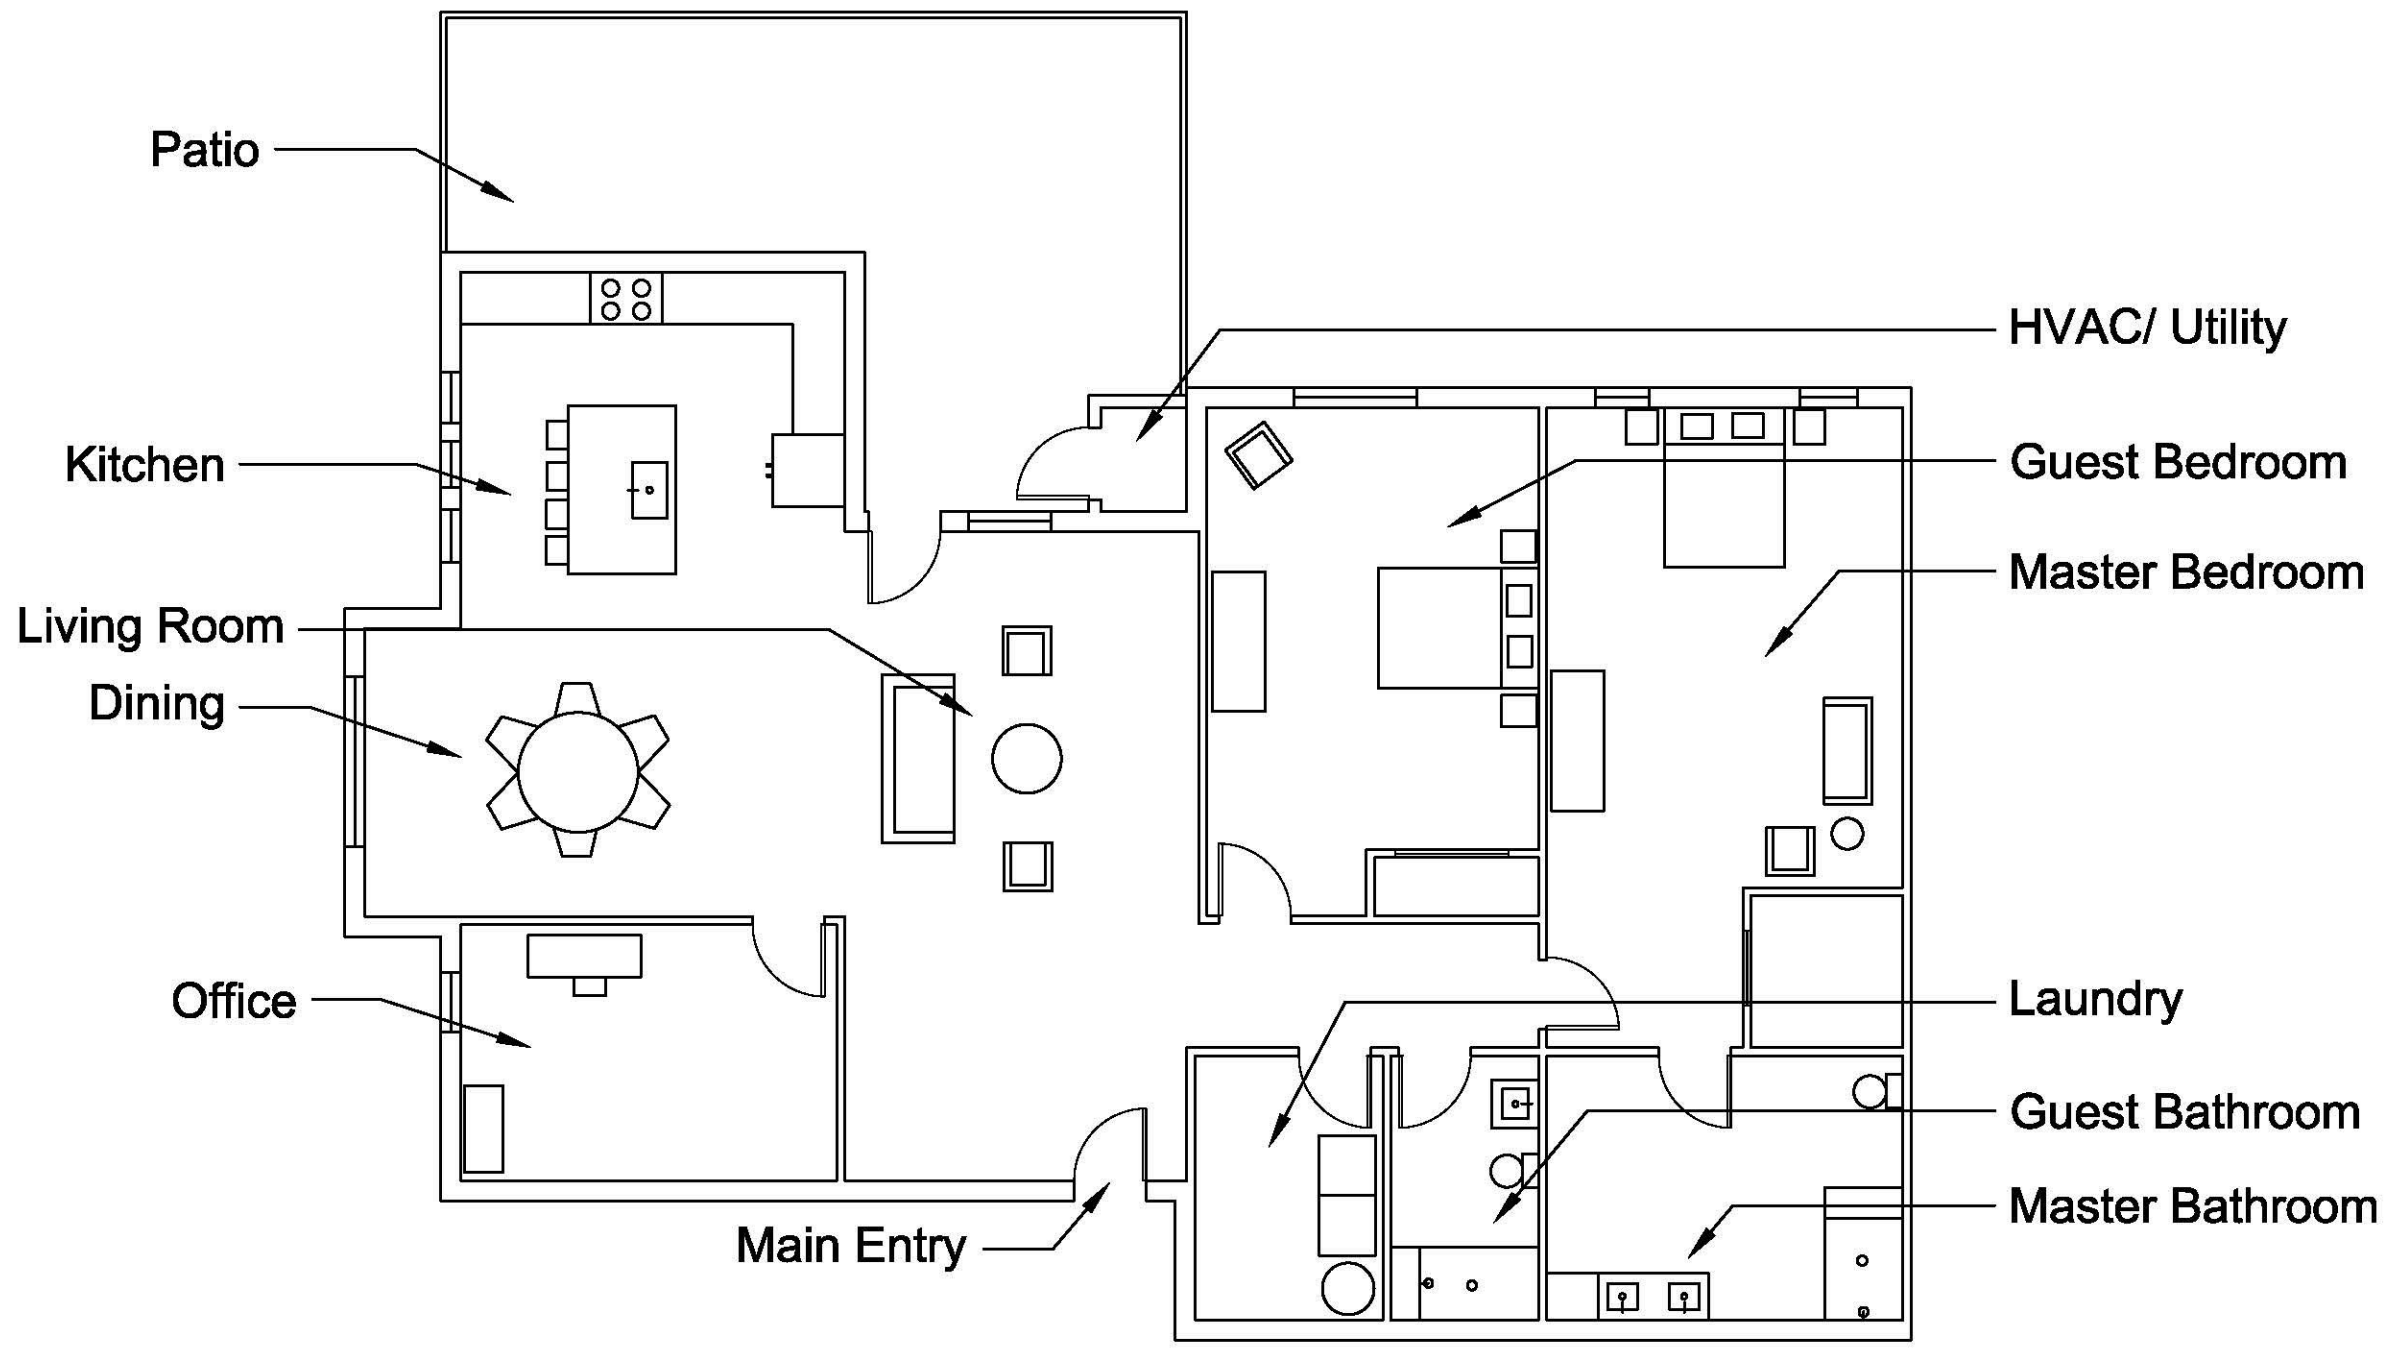 Patio
HVAC/ Utility
Kitchen
Guest Bedroom
Master Bedroom
Living Room
Dining
Office
Laundry
Guest Bathroom
Master Bathroom
Main Entry